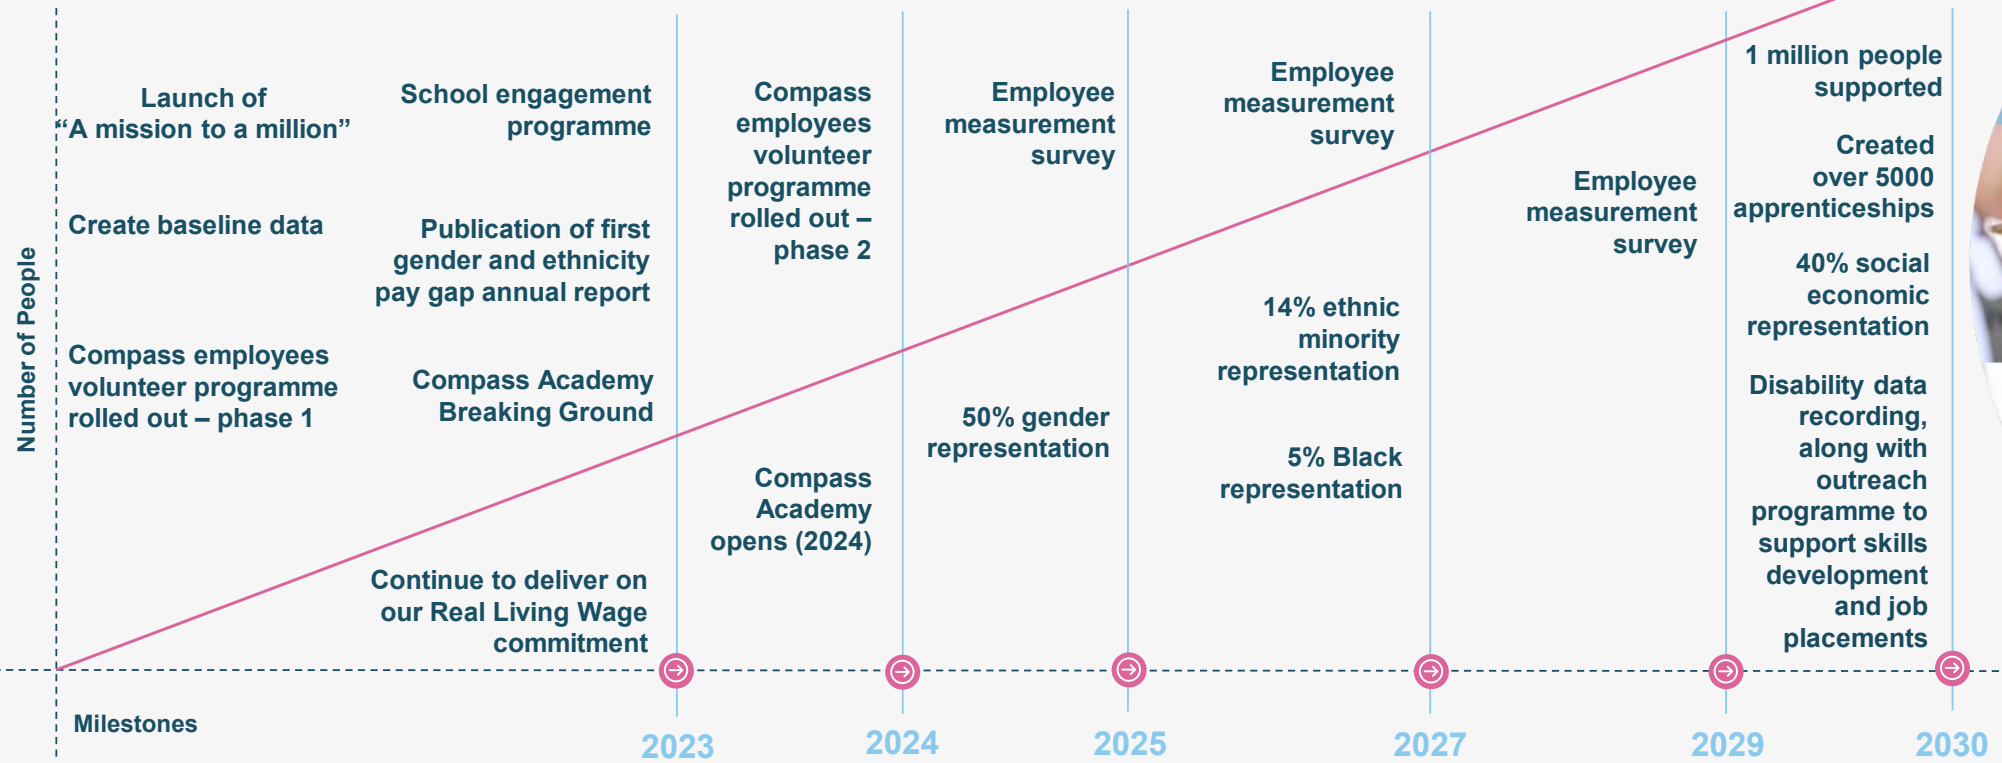 Number of People
Launch of
“A mission to a million”
Create baseline data
Compass employees
volunteer programme
rolled out – phase 1
School engagement
programme
Publication of first
gender and ethnicity
pay gap annual report
Compass Academy
Breaking Ground
Continue to deliver on
our Real Living Wage
commitment
Compass
employees
volunteer
programme
rolled out –
phase 2
Compass
Academy
opens (2024)
Employee
measurement
survey
50% gender
representation
Employee
measurement
survey
14% ethnic
minority
representation
5% Black
representation
Employee
measurement
survey
1 million people
supported
Created
over 5000
apprenticeships
40% social
economic
representation
Disability data
recording,
along with
outreach
programme to
support skills
development
and job
placements
Milestones
2023
2024
2025
2027
2029
2030